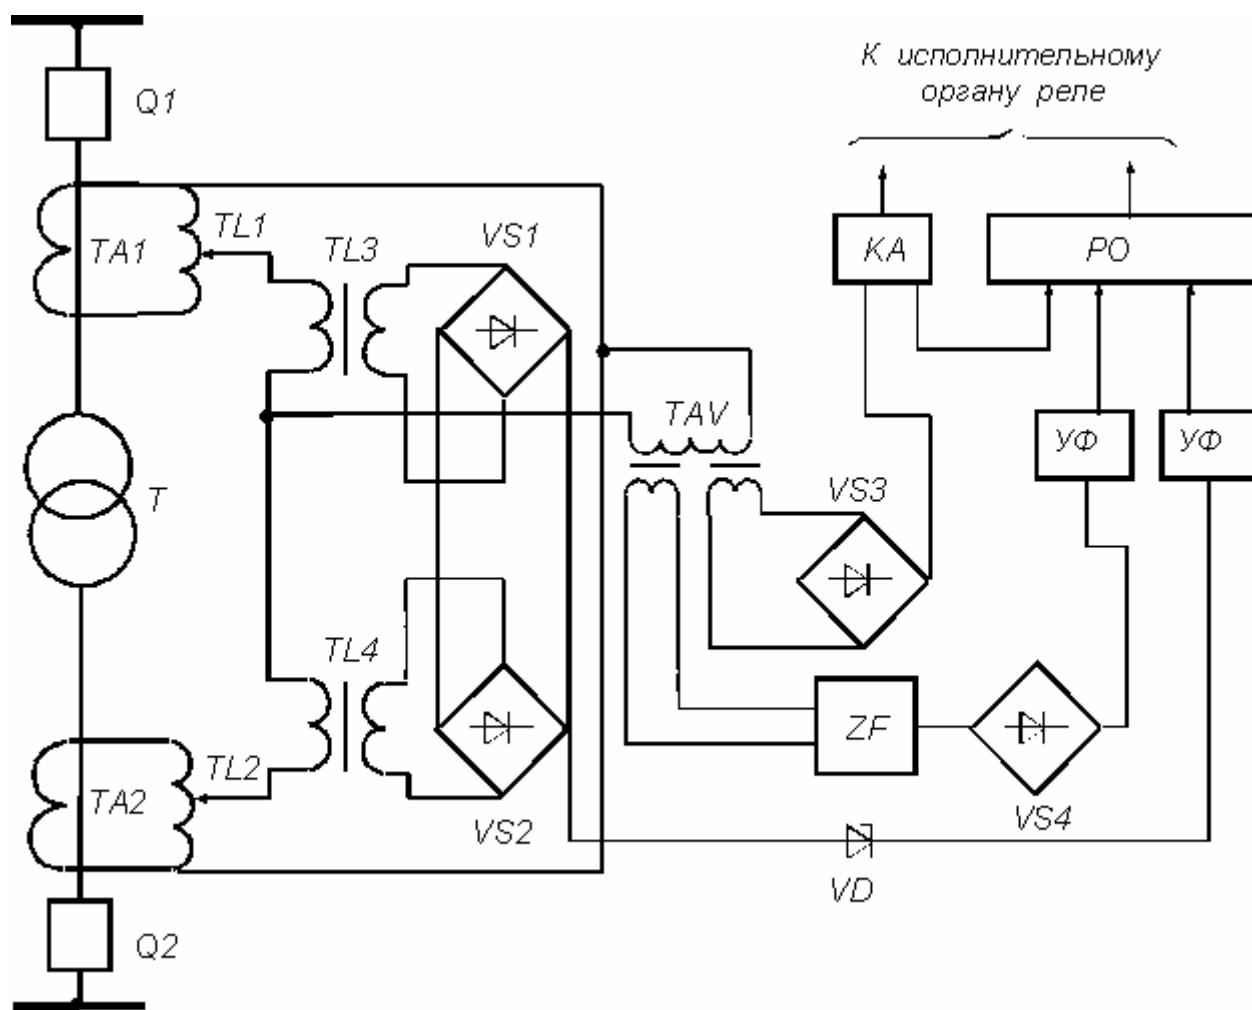 К исполнительному
органу реле
Q1
TL1
TA1
TL3
VS1
KA
PO
TAV
УФ
УФ
T
VS3
TL4
ZF
TL2
TA2
VS2
VS4
VD
Q2